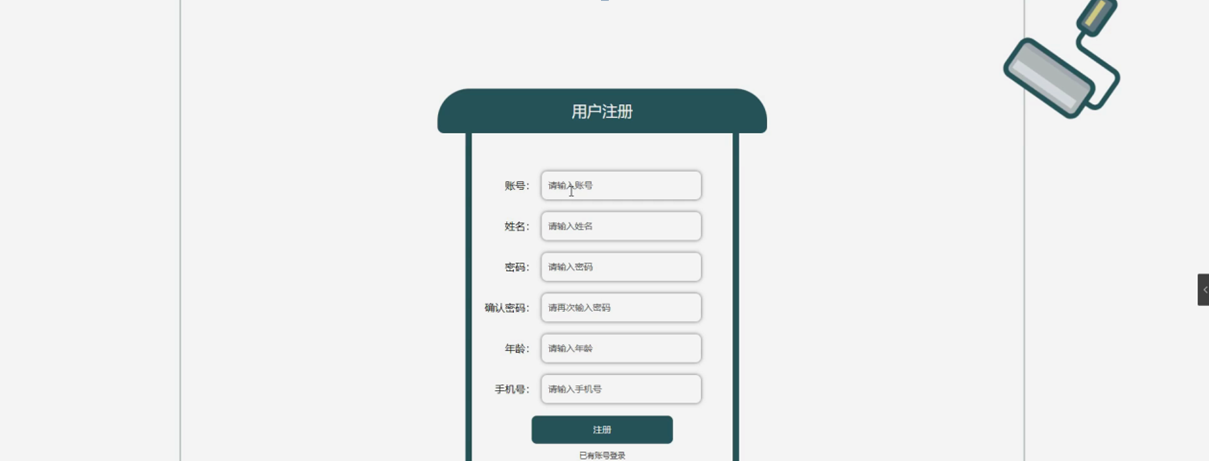 用户注册
账号： 请输入账号
姓名： 请输入姓名
密码： 请输入密码
确认密码： 请再次输入密码
年龄： 请输入年龄
手机号： 请输入手机号
注册
已有账号登录